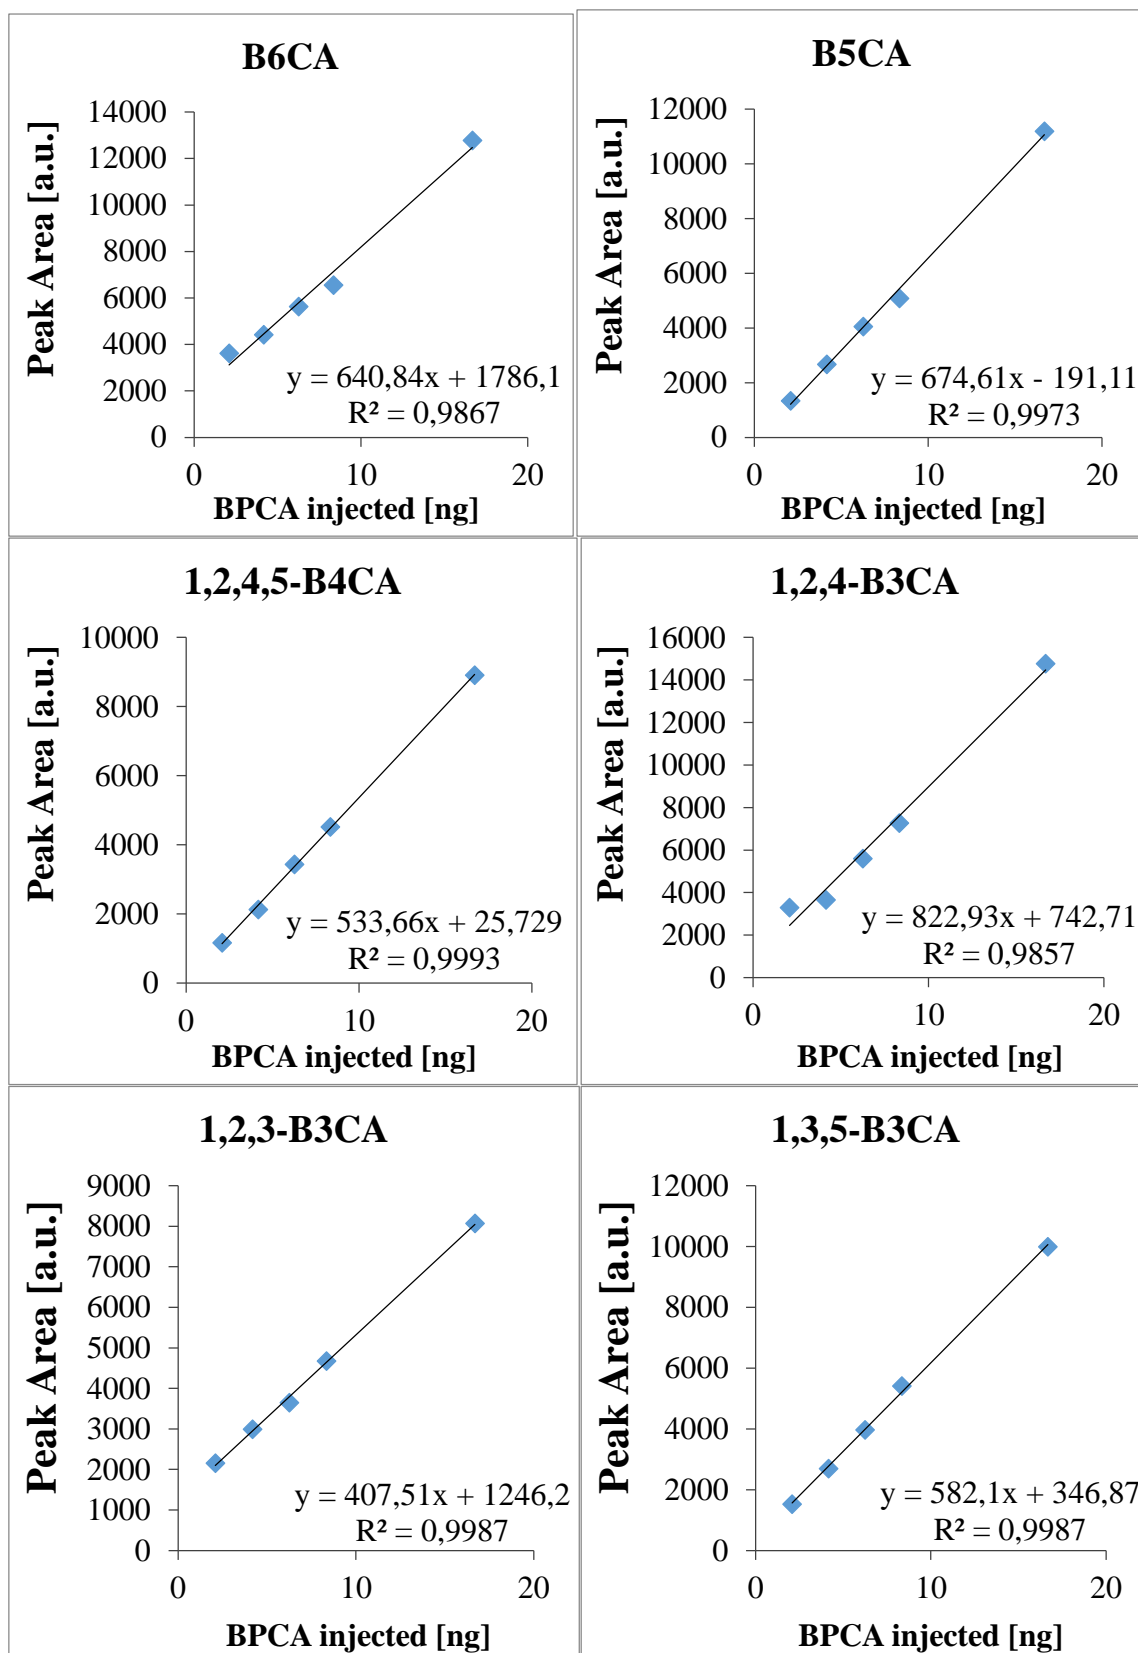 B6CA
Peak Area [a.u.]
14000
12000
10000
8000
6000
4000
2000
0
y = 640,84x + 1786,1
R² = 0,9867
0 10 20
BPCA injected [ng]
B5CA
Peak Area [a.u.]
12000
10000
8000
6000
4000
2000
0
y = 674,61x - 191,11
R² = 0,9973
0 10 20
BPCA injected [ng]
1,2,4,5-B4CA
Peak Area [a.u.]
10000
8000
6000
4000
2000
0
y = 533,66x + 25,729
R² = 0,9993
0 10 20
BPCA injected [ng]
1,2,4-B3CA
Peak Area [a.u.]
16000
14000
12000
10000
8000
6000
4000
2000
0
y = 822,93x + 742,71
R² = 0,9857
0 10 20
BPCA injected [ng]
1,2,3-B3CA
Peak Area [a.u.]
9000
8000
7000
6000
5000
4000
3000
2000
1000
0
y = 407,51x + 1246,2
R² = 0,9987
0 10 20
BPCA injected [ng]
1,3,5-B3CA
Peak Area [a.u.]
12000
10000
8000
6000
4000
2000
0
y = 582,1x + 346,87
R² = 0,9987
0 10 20
BPCA injected [ng]